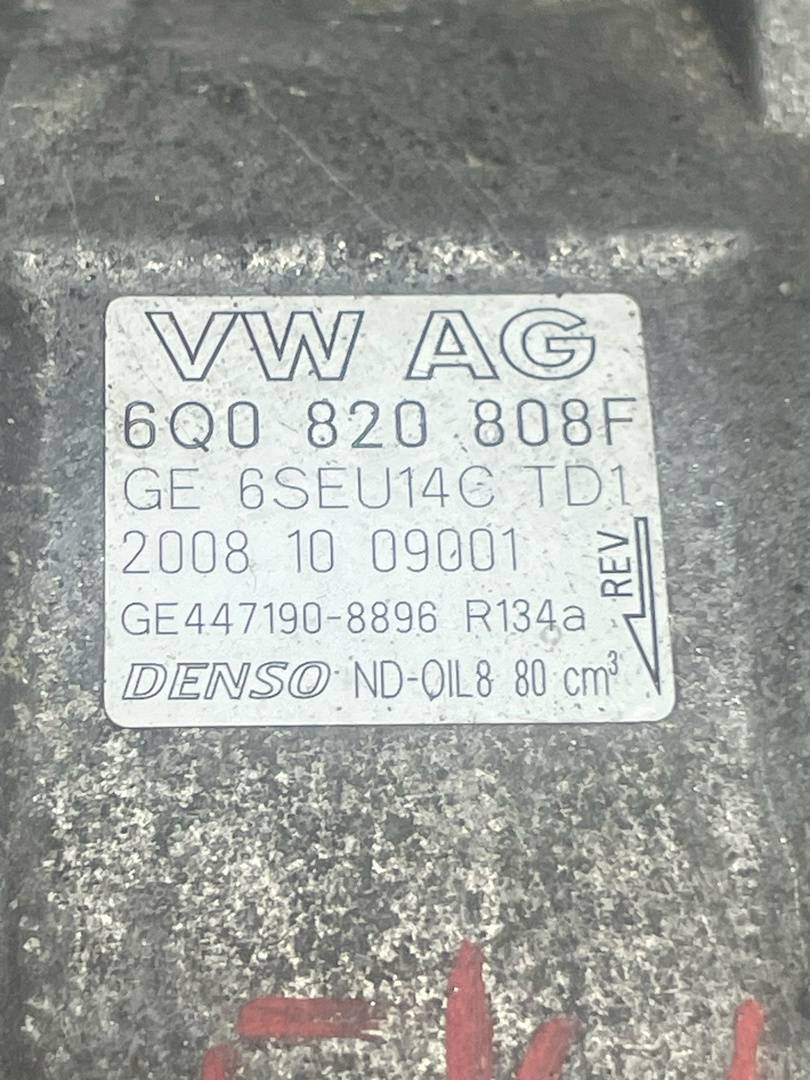 VW AG
6Q0 820 808F
GE 6SEU14C TD1
2008 10 09001
REV
GE447190-8896 R134a
DENSO ND-OIL8 80 cm³